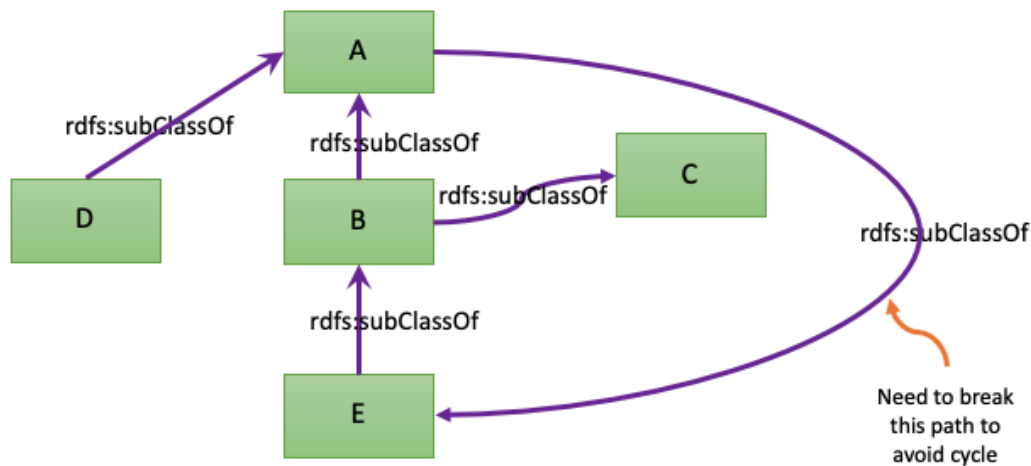 A
rdfs:subClassOf
rdfs:subClassOf
C
rdfs:subClassOf
D
B
rdfs:subClassOf
rdfs:subClassOf
E
Need to break
this path to
avoid cycle